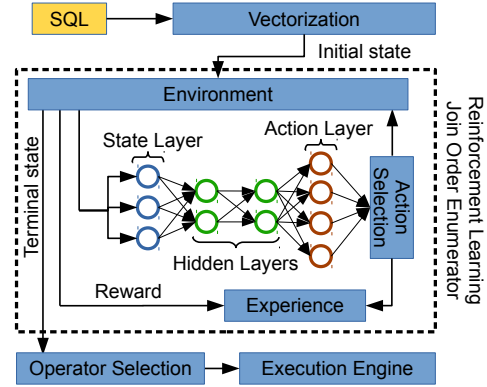 SQL
Vectorization
Initial state
Environment
State Layer
Action Layer
Hidden Layers
Action
Selection
Reward
Experience
Terminal state
Reinforcement Learning
Join Order Enumerator
Operator Selection
Execution Engine